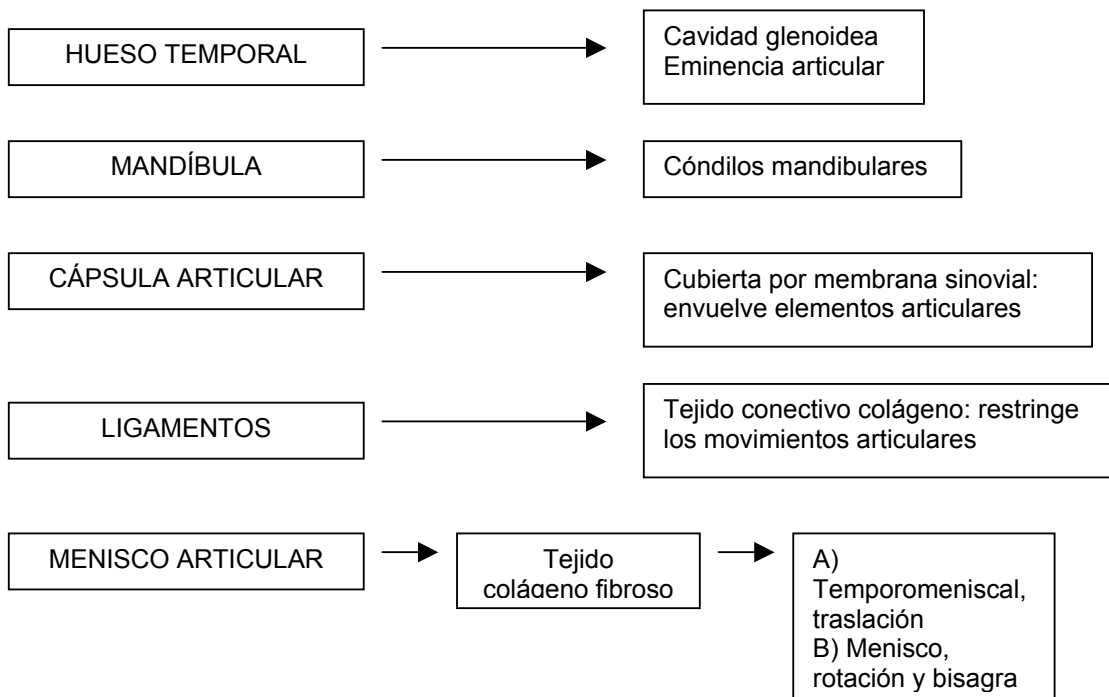 HUESO TEMPORAL
Cavidad glenoidea
Eminencia articular
MANDÍBULA
Cóndilos mandibulares
CÁPSULA ARTICULAR
Cubierta por membrana sinovial:
envuelve elementos articulares
LIGAMENTOS
Tejido conectivo colágeno: restringe
los movimientos articulares
MENISCO ARTICULAR
Tejido
colágeno fibroso
A)
Temporomeniscal,
traslación
B) Menisco,
rotación y bisagra